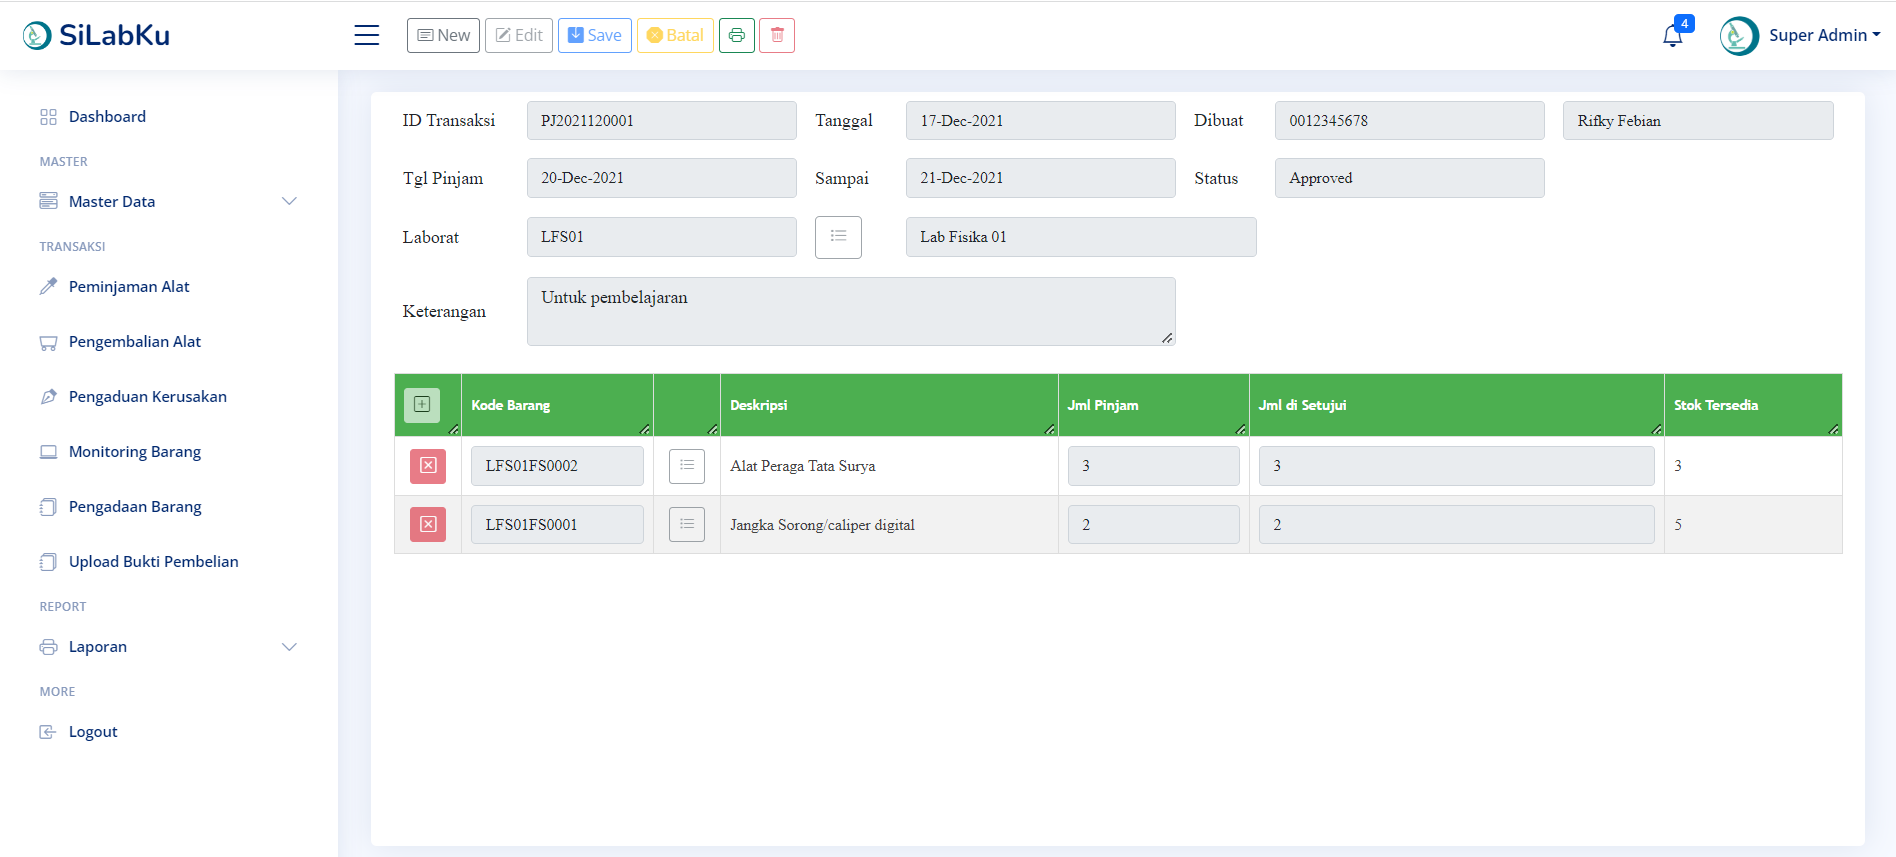 SiLabKu
New
Edit
Save
Batal
4
Super Admin
Dashboard
MASTER
Master Data
TRANSAKSI
Peminjaman Alat
Pengembalian Alat
Pengaduan Kerusakan
Monitoring Barang
Pengadaan Barang
Upload Bukti Pembelian
REPORT
Laporan
MORE
Logout
ID Transaksi PJ2021120001 Tanggal 17-Dec-2021 Dibuat 0012345678 Rifky Febian
Tgl Pinjam 20-Dec-2021 Sampai 21-Dec-2021 Status Approved
Laborat LFS01 Lab Fisika 01
Keterangan Untuk pembelajaran
Kode Barang Deskripsi Jml Pinjam Jml di Setujui Stok Tersedia
LFS01FS0002 Alat Peraga Tata Surya 3 3 3
LFS01FS0001 Jangka Sorong/caliper digital 2 2 5